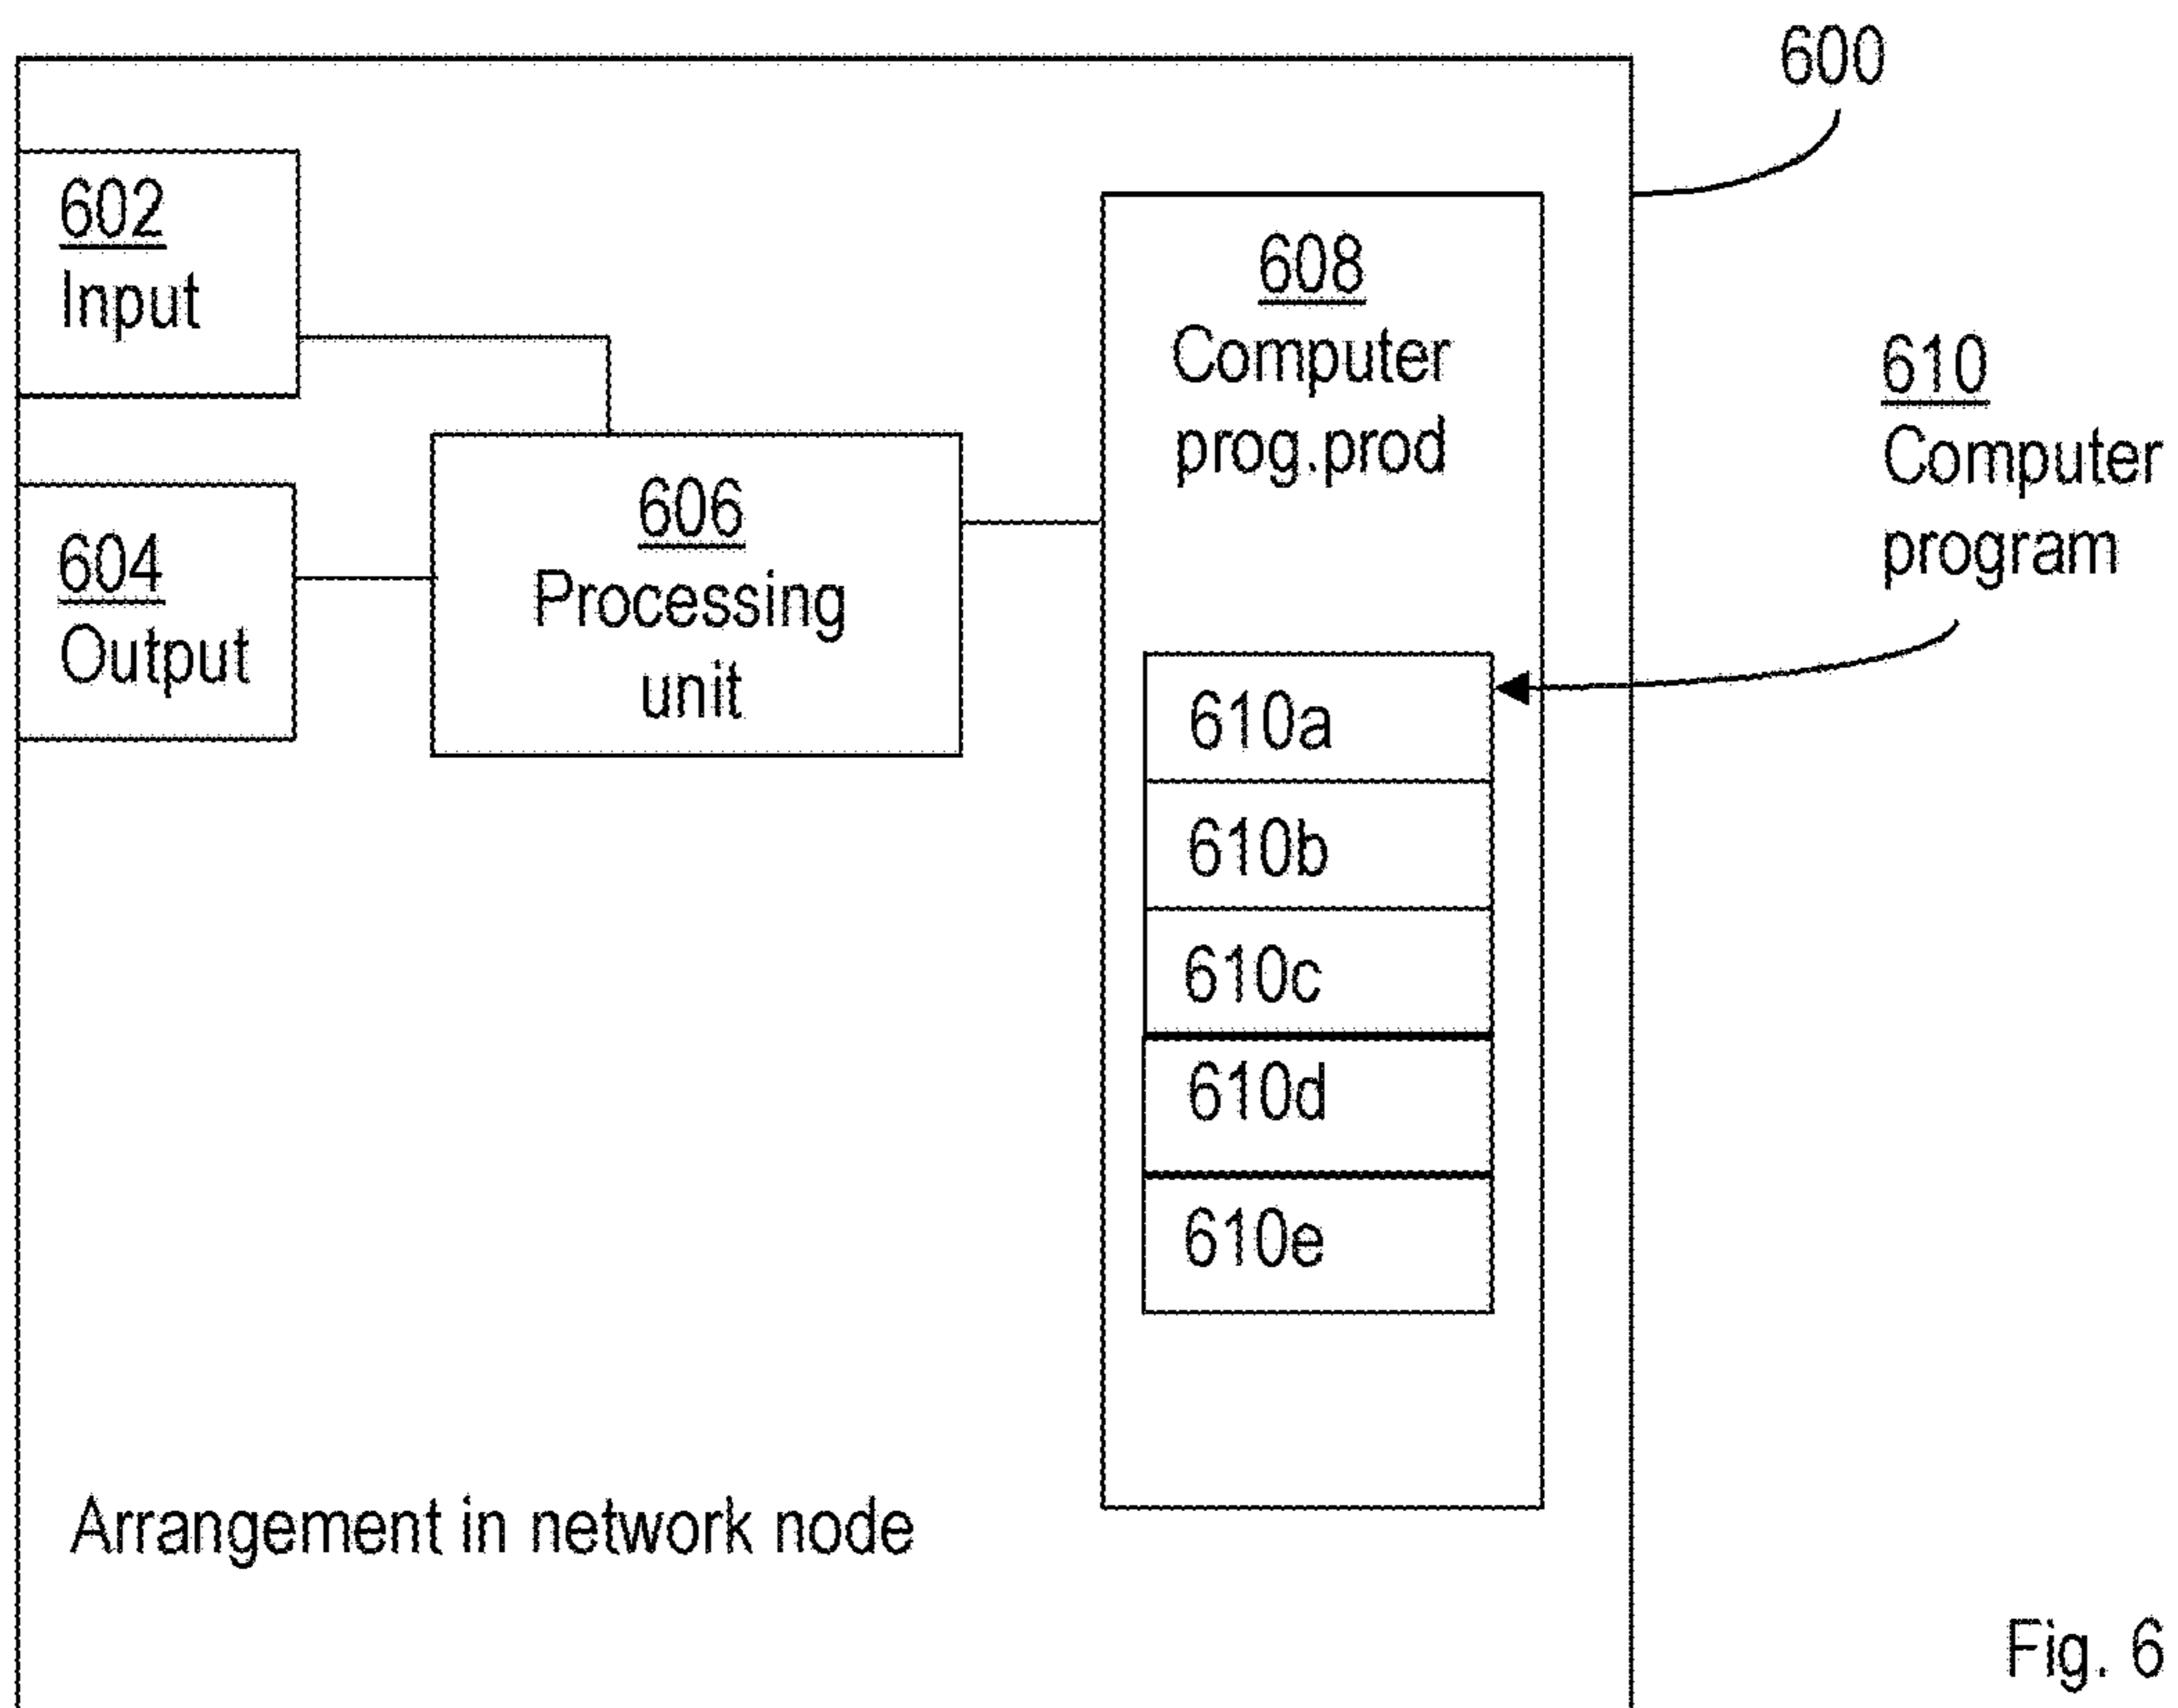 600
602
Input
604
Output
606
Processing
unit
608
Computer
prog.prod
610
Computer
program
610a
610b
610c
610d
610e
Arrangement in network node
Fig. 6